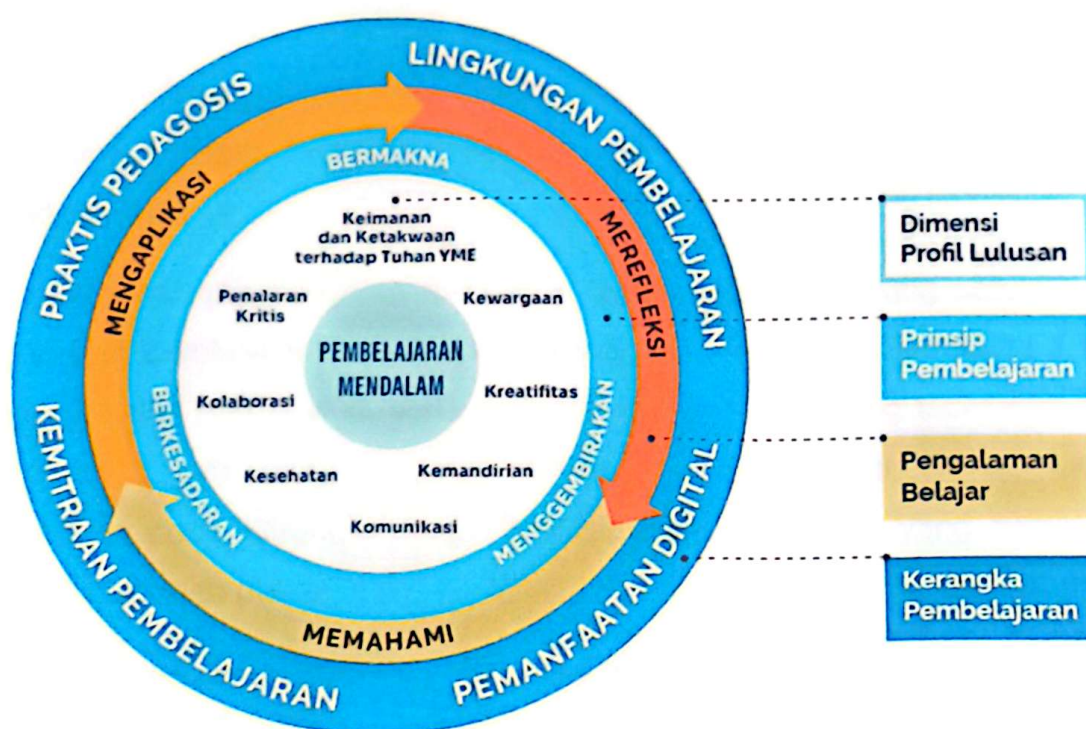 PRAKTIS PEDAGOSIS
LINGKUNGAN PEMBELAJARAN
PEMANFAATAN DIGITAL
KEMITRAAN PEMBELAJARAN
MENGAPLIKASI
MEREFLEKSI
MEMAHAMI
BERMAKNA
MENGGEMBIRAKAN
BERKESADARAN
Keimanan
dan Ketakwaan
terhadap Tuhan YME
Kewargaan
Kreatifitas
Kemandirian
Komunikasi
Kesehatan
Kolaborasi
Penalaran
Kritis
PEMBELAJARAN
MENDALAM
Dimensi
Profil Lulusan
Prinsip
Pembelajaran
Pengalaman
Belajar
Kerangka
Pembelajaran